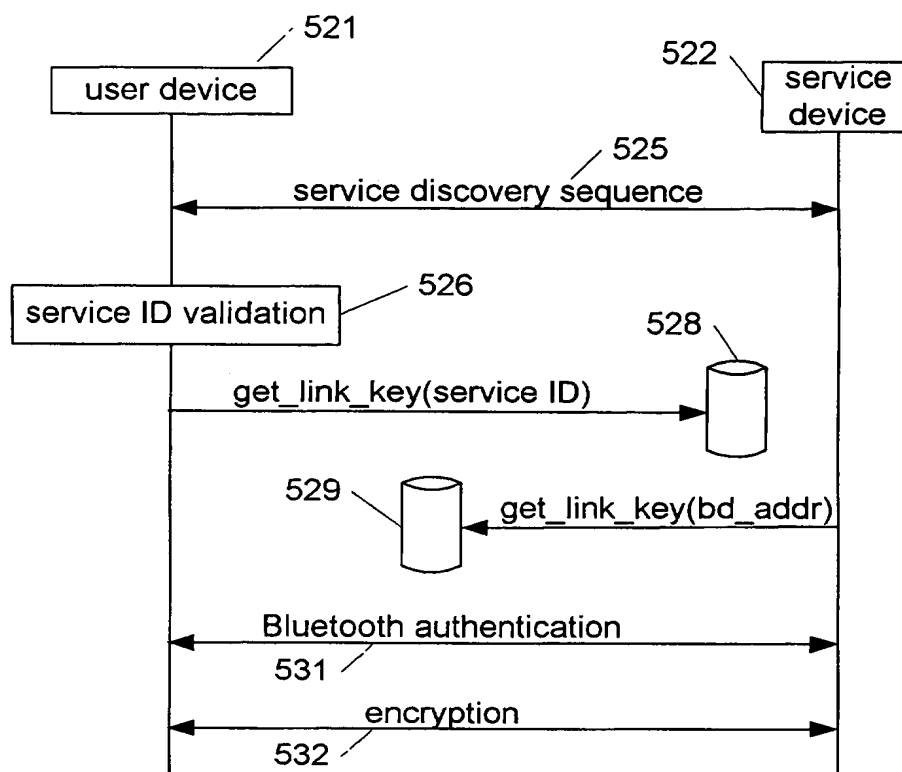 521
user device
522
service
device
525
service discovery sequence
526
service ID validation
528
get_link_key(service ID)
529
get_link_key(bd_addr)
Bluetooth authentication
531
encryption
532